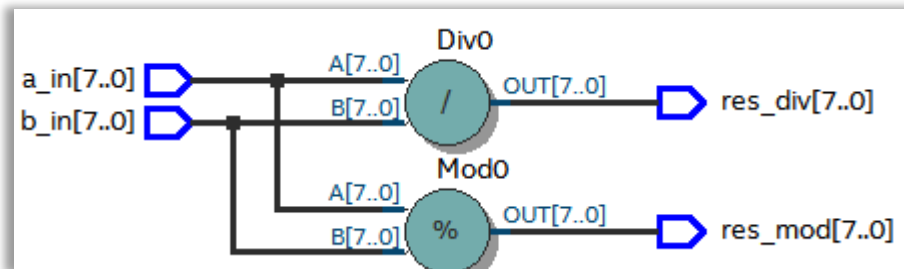 Div0
a_in[7..0] A[7..0] OUT[7..0] res_div[7..0]
b_in[7..0] B[7..0] /
Mod0
A[7..0] OUT[7..0] res_mod[7..0]
B[7..0] %